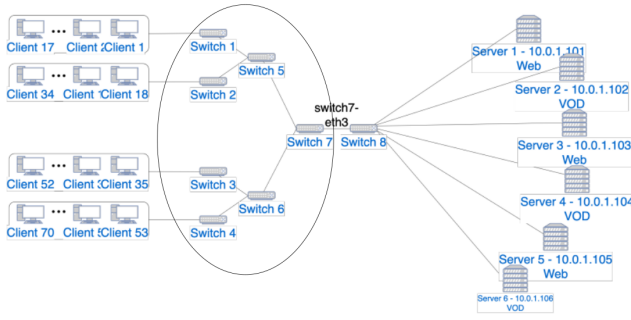 Client 17
Client 1
Switch 1
Server 1 - 10.0.1.101
Web
Switch 5
Client 34
Client 18
Switch 2
Server 2 - 10.0.1.102
VOD
switch7-
eth3
Switch 7
Switch 8
Server 3 - 10.0.1.103
Web
Client 52
Client 35
Switch 3
Server 4 - 10.0.1.104
VOD
Switch 6
Client 70
Client 53
Switch 4
Server 5 - 10.0.1.105
Web
Server 6 - 10.0.1.106
VOD